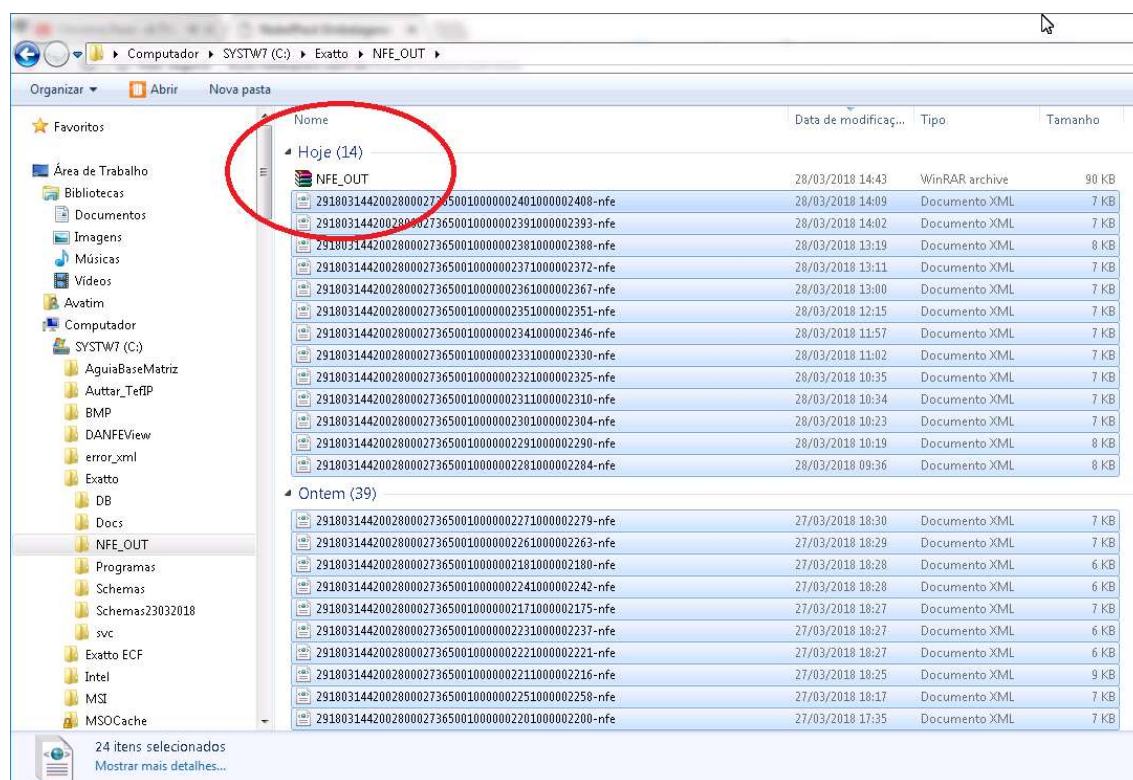 Computador ▸ SYSTW7 (C:) ▸ Exatto ▸ NFE_OUT ▸
Organizar Abrir Nova pasta
Favoritos
Área de Trabalho
Bibliotecas
Documentos
Imagens
Músicas
Vídeos
Avatim
Computador
SYSTW7 (C:)
AguiaBaseMatriz
Auttar_TefIP
BMP
DANFEView
error_xml
Exatto
DB
Docs
NFE_OUT
Programas
Schemas
Schemas23032018
svc
Exatto ECF
Intel
MSI
MSOCache
Nome Data de modificaç... Tipo Tamanho
Hoje (14)
NFE_OUT 28/03/2018 14:43 WinRAR archive 90 KB
29180314420028000273650010000002401000002408-nfe 28/03/2018 14:09 Documento XML 7 KB
29180314420028000273650010000002391000002393-nfe 28/03/2018 14:02 Documento XML 7 KB
29180314420028000273650010000002381000002388-nfe 28/03/2018 13:19 Documento XML 8 KB
29180314420028000273650010000002371000002372-nfe 28/03/2018 13:11 Documento XML 7 KB
29180314420028000273650010000002361000002367-nfe 28/03/2018 13:00 Documento XML 7 KB
29180314420028000273650010000002351000002351-nfe 28/03/2018 12:15 Documento XML 7 KB
29180314420028000273650010000002341000002346-nfe 28/03/2018 11:57 Documento XML 7 KB
29180314420028000273650010000002331000002330-nfe 28/03/2018 11:02 Documento XML 7 KB
29180314420028000273650010000002321000002325-nfe 28/03/2018 10:35 Documento XML 7 KB
29180314420028000273650010000002311000002310-nfe 28/03/2018 10:34 Documento XML 7 KB
29180314420028000273650010000002301000002304-nfe 28/03/2018 10:23 Documento XML 7 KB
29180314420028000273650010000002291000002290-nfe 28/03/2018 10:19 Documento XML 8 KB
29180314420028000273650010000002281000002284-nfe 28/03/2018 09:36 Documento XML 8 KB
Ontem (39)
29180314420028000273650010000002271000002279-nfe 27/03/2018 18:30 Documento XML 7 KB
29180314420028000273650010000002261000002263-nfe 27/03/2018 18:29 Documento XML 7 KB
29180314420028000273650010000002181000002180-nfe 27/03/2018 18:28 Documento XML 6 KB
29180314420028000273650010000002241000002242-nfe 27/03/2018 18:28 Documento XML 6 KB
29180314420028000273650010000002171000002175-nfe 27/03/2018 18:27 Documento XML 7 KB
29180314420028000273650010000002231000002237-nfe 27/03/2018 18:27 Documento XML 6 KB
29180314420028000273650010000002221000002221-nfe 27/03/2018 18:27 Documento XML 6 KB
29180314420028000273650010000002211000002216-nfe 27/03/2018 18:25 Documento XML 9 KB
29180314420028000273650010000002251000002258-nfe 27/03/2018 18:17 Documento XML 7 KB
29180314420028000273650010000002201000002200-nfe 27/03/2018 17:35 Documento XML 7 KB
24 itens selecionados
Mostrar mais detalhes...